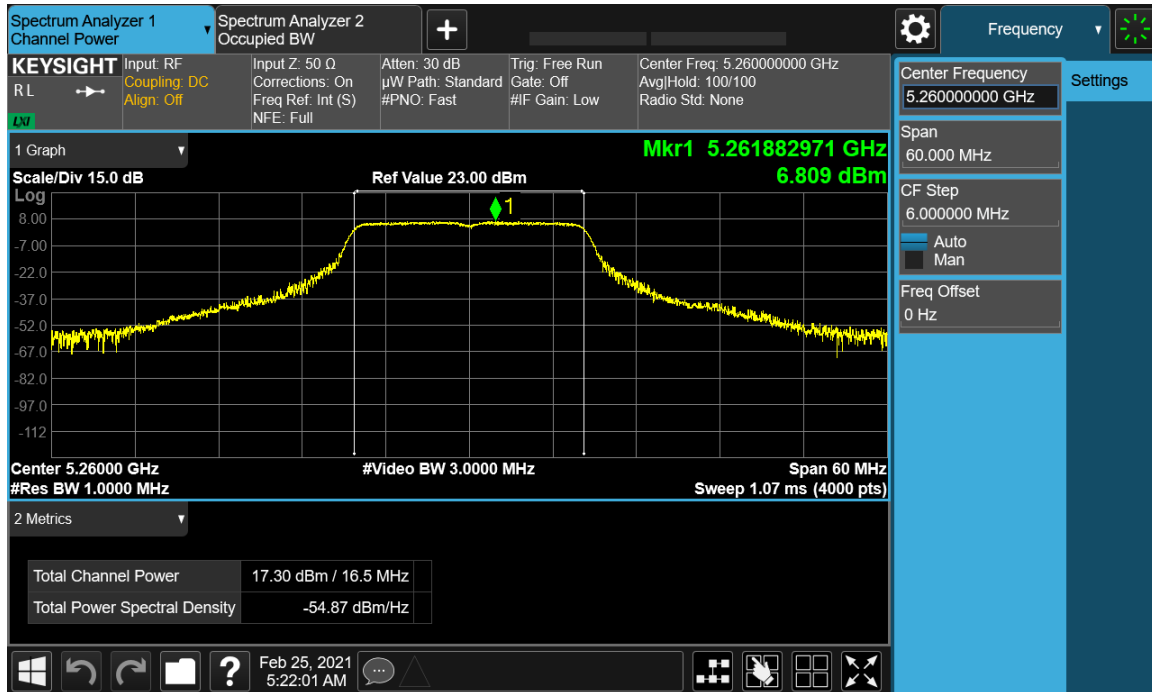 Spectrum Analyzer 1
Channel Power
Spectrum Analyzer 2
Occupied BW
Frequency
KEYSIGHT
R L
LXI
Input: RF
Coupling: DC
Align: Off
Input Z: 50 Ω
Corrections: On
Freq Ref: Int (S)
NFE: Full
Atten: 30 dB
µW Path: Standard
#PNO: Fast
Trig: Free Run
Gate: Off
#IF Gain: Low
Center Freq: 5.260000000 GHz
Avg|Hold: 100/100
Radio Std: None
Center Frequency
5.260000000 GHz
Settings
Span
60.000 MHz
CF Step
6.000000 MHz
Auto
Man
Freq Offset
0 Hz
1 Graph
Mkr1 5.261882971 GHz
6.809 dBm
Scale/Div 15.0 dB
Ref Value 23.00 dBm
Log
1
8.00
-7.00
-22.0
-37.0
-52.0
-67.0
-82.0
-97.0
-112
Center 5.26000 GHz
#Video BW 3.0000 MHz
Span 60 MHz
#Res BW 1.0000 MHz
Sweep 1.07 ms (4000 pts)
2 Metrics
Total Channel Power 17.30 dBm / 16.5 MHz
Total Power Spectral Density -54.87 dBm/Hz
?
Feb 25, 2021
5:22:01 AM